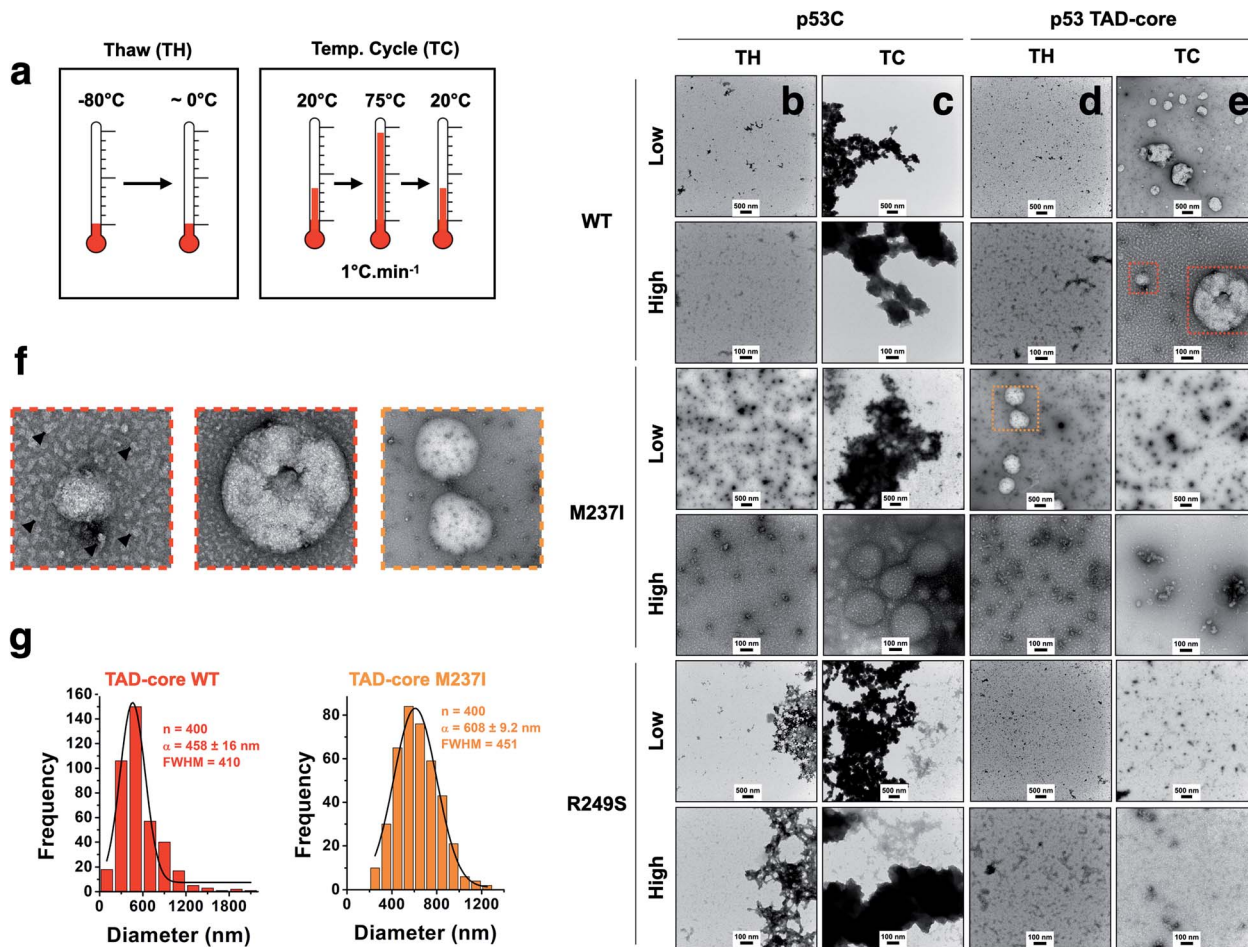 a
Thaw (TH)
-80°C
~ 0°C
Temp. Cycle (TC)
20°C
75°C
20°C
1°C.min⁻¹
p53C
p53 TAD-core
TH
TC
TH
TC
b
c
d
e
WT
Low
500 nm
500 nm
500 nm
500 nm
High
100 nm
100 nm
100 nm
100 nm
M237I
Low
500 nm
500 nm
500 nm
500 nm
High
100 nm
100 nm
100 nm
100 nm
R249S
Low
500 nm
500 nm
500 nm
500 nm
High
100 nm
100 nm
100 nm
100 nm
f
g
TAD-core WT
n = 400
α = 458 ± 16 nm
FWHM = 410
Frequency
160
140
120
100
80
60
40
20
0
0
600
1200
1800
Diameter (nm)
TAD-core M237I
n = 400
α = 608 ± 9.2 nm
FWHM = 451
Frequency
80
60
40
20
0
0
400
800
1200
Diameter (nm)